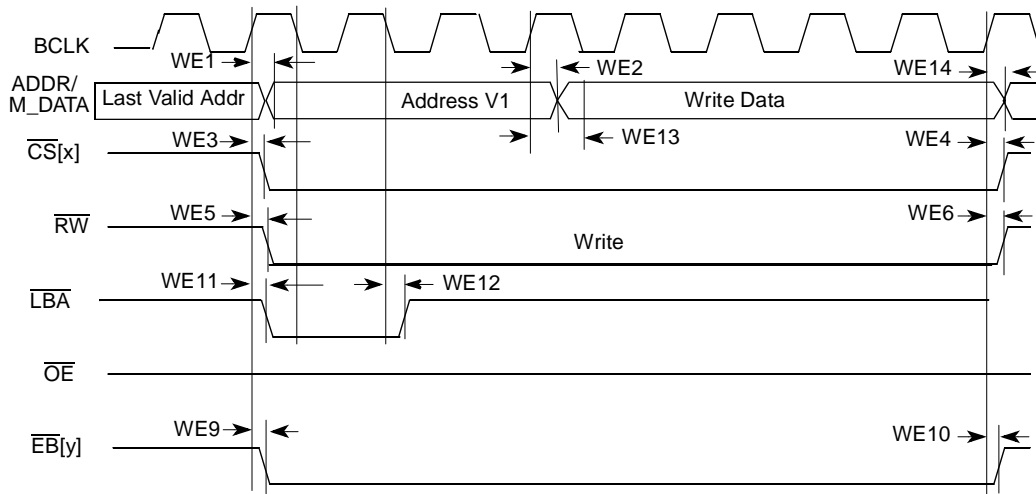 BCLK
WE1
WE2
WE14
ADDR/
M_DATA
Last Valid Addr
Address V1
Write Data
WE3
WE13
WE4
CS[x]
WE5
WE6
RW
Write
WE11
WE12
LBA
OE
WE9
WE10
EB[y]